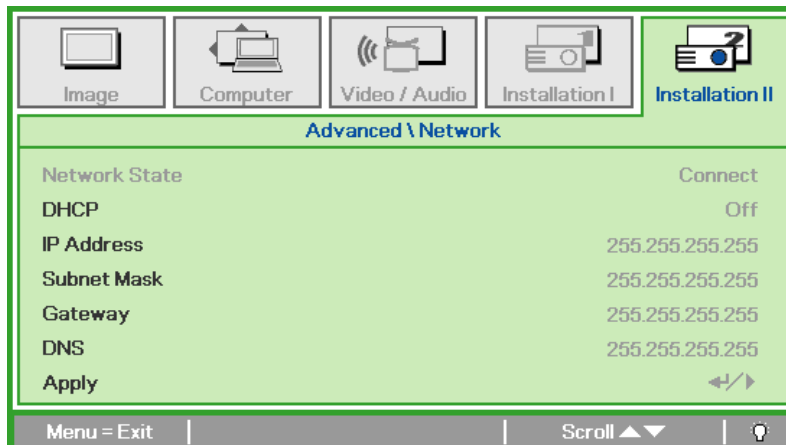 Image Computer Video / Audio Installation I Installation II
Advanced \ Network
Network State Connect
DHCP Off
IP Address 255.255.255.255
Subnet Mask 255.255.255.255
Gateway 255.255.255.255
DNS 255.255.255.255
Apply ↵/▶
Menu = Exit Scroll ▲▼